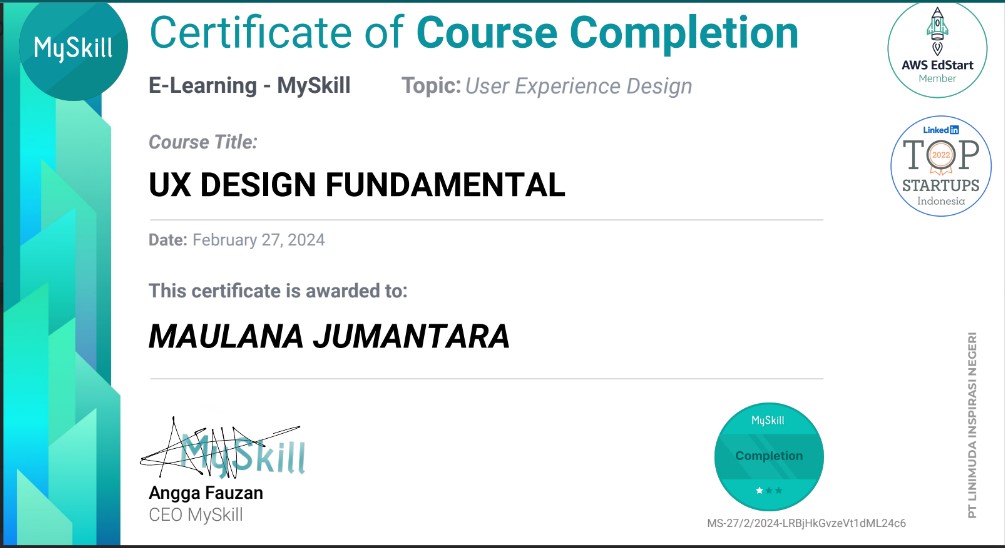 MySkill
Certificate of Course Completion
E-Learning - MySkill
Topic: User Experience Design
AWS EdStart
Member
Course Title:
UX DESIGN FUNDAMENTAL
LinkedIn
TOP
2022
STARTUPS
Indonesia
Date: February 27, 2024
This certificate is awarded to:
MAULANA JUMANTARA
MySkill
Angga Fauzan
CEO MySkill
MySkill
Completion
MS-27/2/2024-LRBjHkGvzeVt1dML24c6
PT LINIMUDA INSPIRASI NEGERI